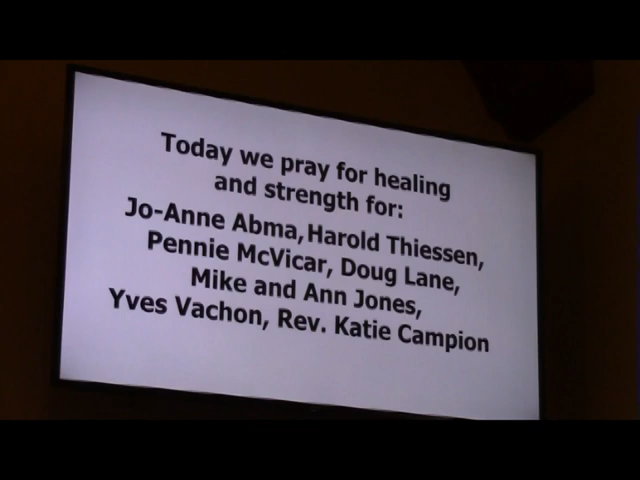 Today we pray for healing
and strength for:
Jo-Anne Abma, Harold Thiessen,
Pennie McVicar, Doug Lane,
Mike and Ann Jones,
Yves Vachon, Rev. Katie Campion